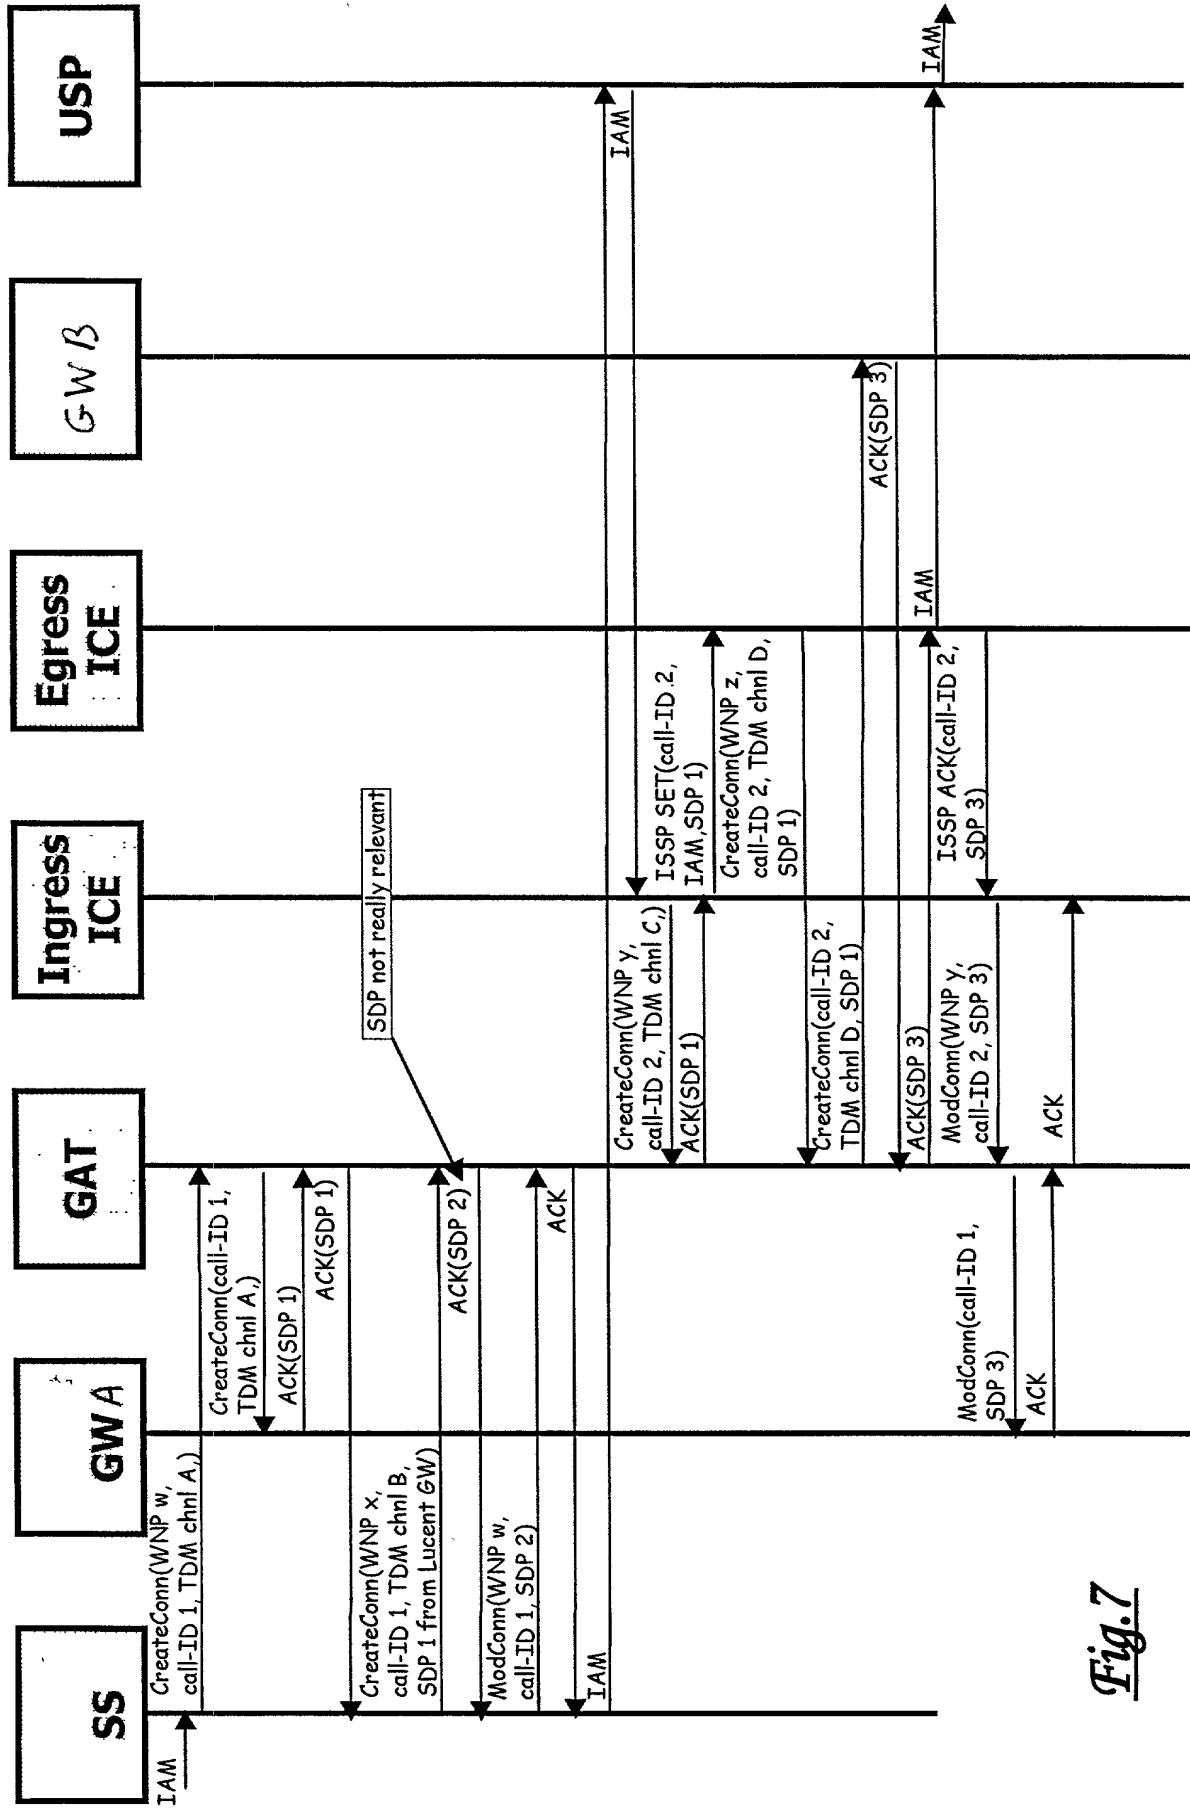 SS
GWA
GAT
Ingress
ICE
Egress
ICE
GWB
USP
IAM
CreateConn(WNP w,
call-ID 1, TDM chnl A,)
CreateConn(call-ID 1,
TDM chnl A,)
ACK(SDP 1)
ACK(SDP 1)
CreateConn(WNP x,
call-ID 1, TDM chnl B,
SDP 1 from Lucent GW)
SDP not really relevant
ACK(SDP 2)
ModConn(WNP w,
call-ID 1, SDP 2)
ACK
IAM
IAM
CreateConn(WNP y,
call-ID 2, TDM chnl C,)
ACK(SDP 1)
ISSP SET(call-ID.2,
IAM,SDP 1)
CreateConn(WNP z,
call-ID 2, TDM chnl D,
SDP 1)
CreateConn(call-ID 2,
TDM chnl D, SDP 1)
ACK(SDP 3)
ACK(SDP 3)
IAM
IAM
ISSP ACK(call-ID 2,
SDP 3)
ModConn(WNP y,
call-ID 2, SDP 3)
ModConn(call-ID 1,
SDP 3)
ACK
ACK
Fig.7